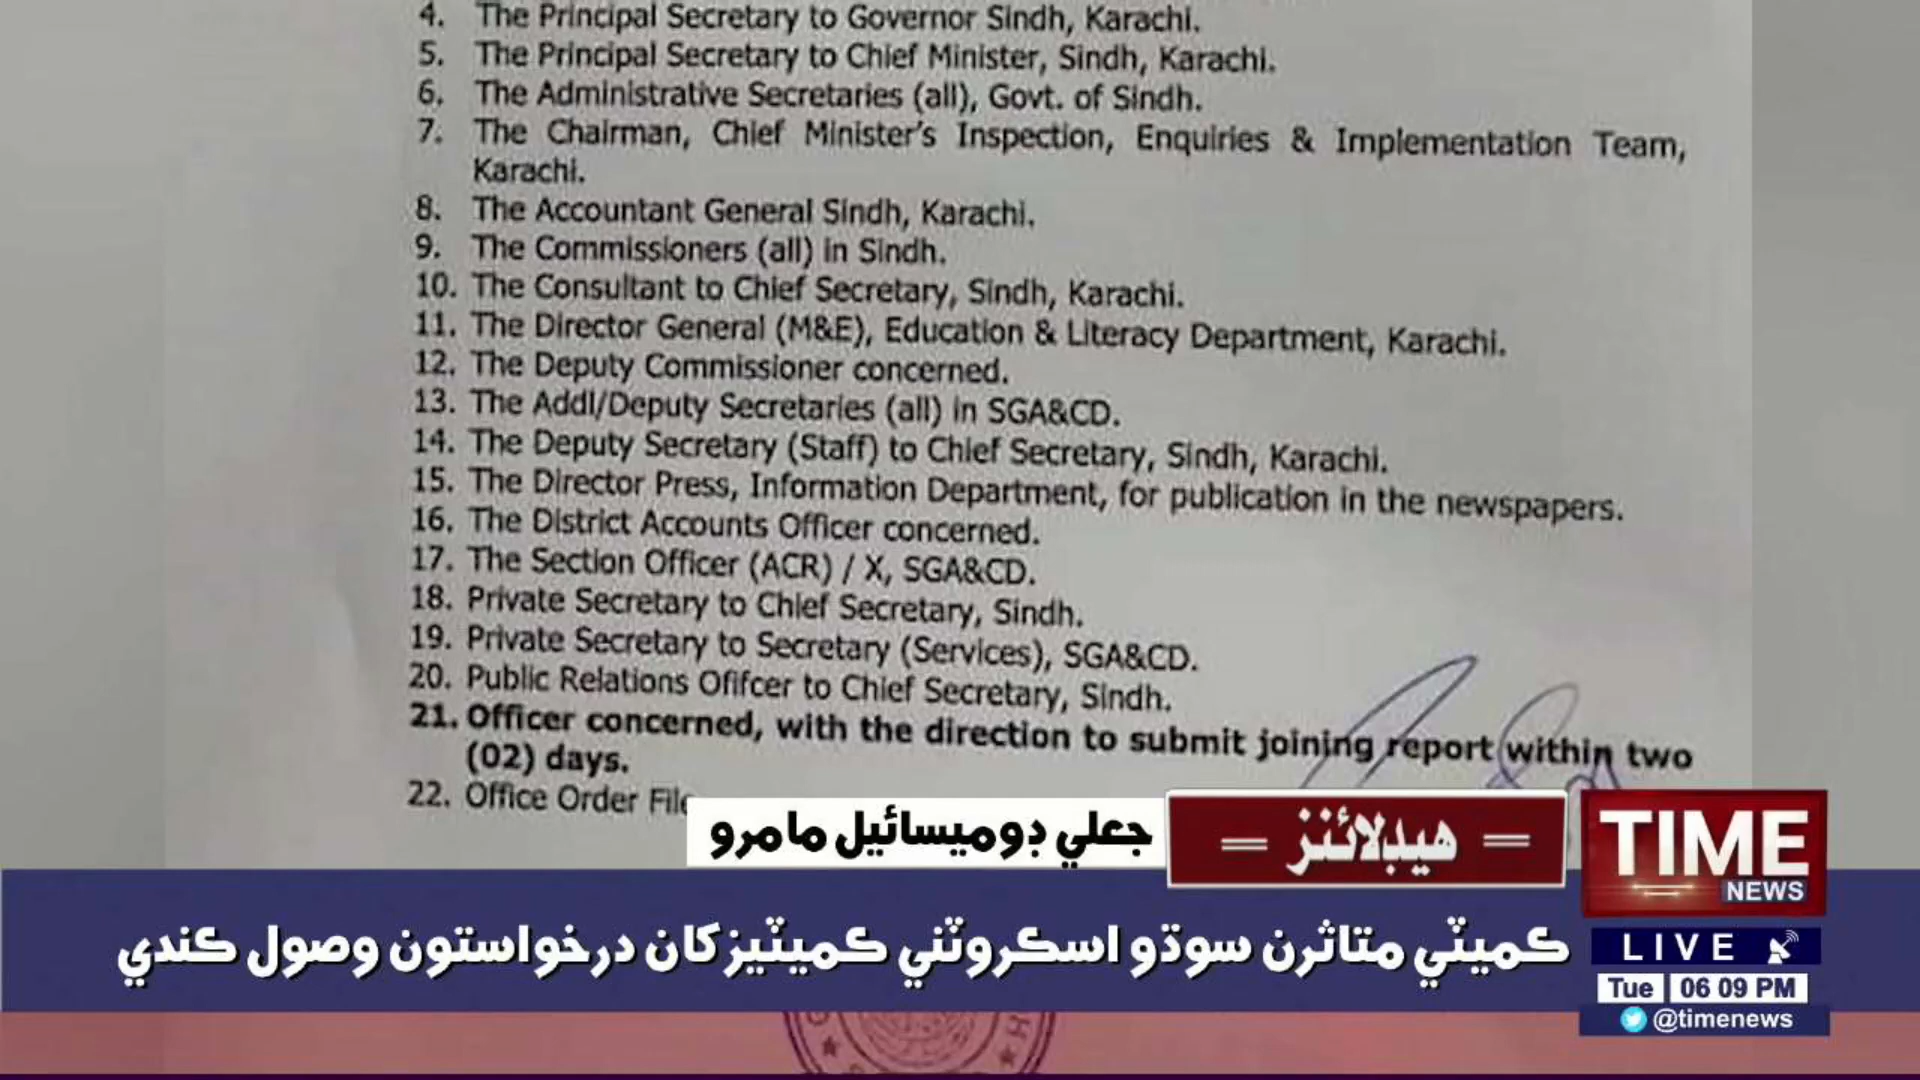 4. The Principal Secretary to Governor Sindh, Karachi.
5. The Principal Secretary to Chief Minister, Sindh, Karachi.
6. The Administrative Secretaries (all), Govt. of Sindh.
7. The Chairman, Chief Minister's Inspection, Enquiries & Implementation Team,
Karachi.
8. The Accountant General Sindh, Karachi.
9. The Commissioners (all) in Sindh.
10. The Consultant to Chief Secretary, Sindh, Karachi.
11. The Director General (M&E), Education & Literacy Department, Karachi.
12. The Deputy Commissioner concerned.
13. The Addl/Deputy Secretaries (all) in SGA&CD.
14. The Deputy Secretary (Staff) to Chief Secretary, Sindh, Karachi.
15. The Director Press, Information Department, for publication in the newspapers.
16. The District Accounts Officer concerned.
17. The Section Officer (ACR) / X, SGA&CD.
18. Private Secretary to Chief Secretary, Sindh.
19. Private Secretary to Secretary (Services), SGA&CD.
20. Public Relations Ofifcer to Chief Secretary, Sindh.
21. Officer concerned, with the direction to submit joining report within two
(02) days.
22. Office Order File
هيڊلائنز
جعلي ڊوميسائيل مامرو
TIME
NEWS
ڪميٽي متاثرن سوڌو اسڪروٽني ڪميٽيز کان درخواستون وصول ڪندي
LIVE
Tue 06 09 PM
@timenews